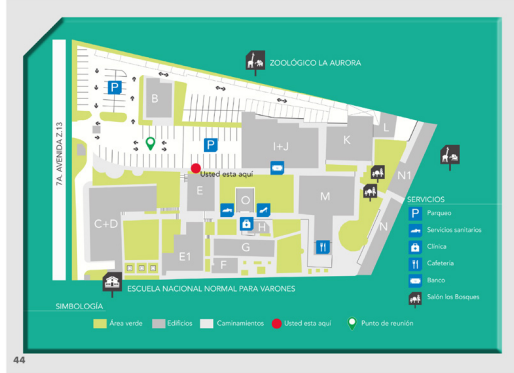 ZOOLÓGICO LA AURORA
7A. AVENIDA Z.13
P
B
P
I+J
K
L
Usted esta aquí
N1
E
O
M
C+D
H
N
E1
G
F
SERVICIOS
P Parqueo
Servicios sanitarios
Clínica
Cafetería
Banco
Salón los Bosques
ESCUELA NACIONAL NORMAL PARA VARONES
SIMBOLOGÍA
Área verde
Edificios
Caminamientos
Usted esta aquí
Punto de reunión
44